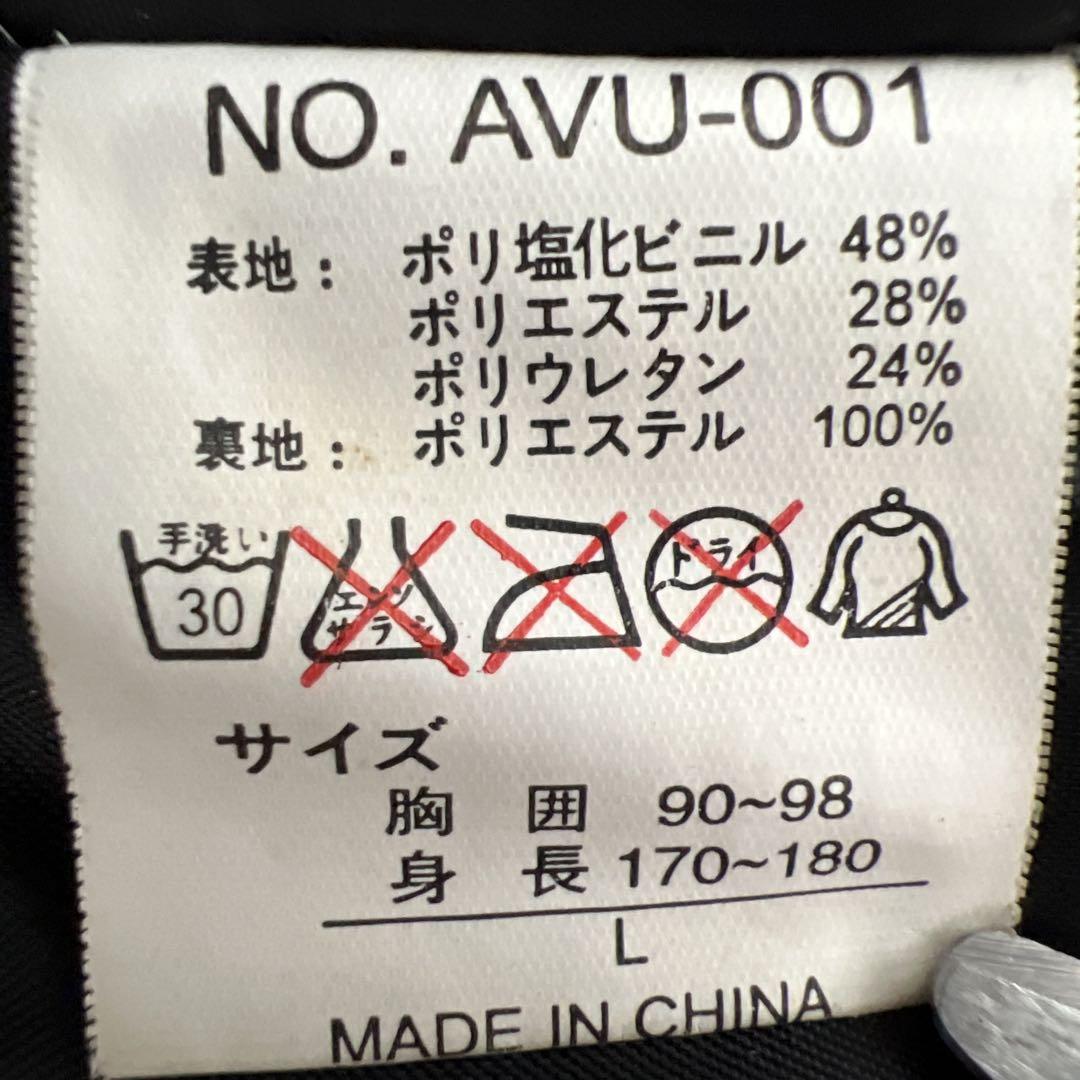 NO. AVU-001
表地： ポリ塩化ビニル 48%
ポリエステル 28%
ポリウレタン 24%
裏地： ポリエステル 100%
手洗い
30
エンソ
サラシ
ドライ
サイズ
胸 囲 90~98
身 長 170~180
L
MADE IN CHINA